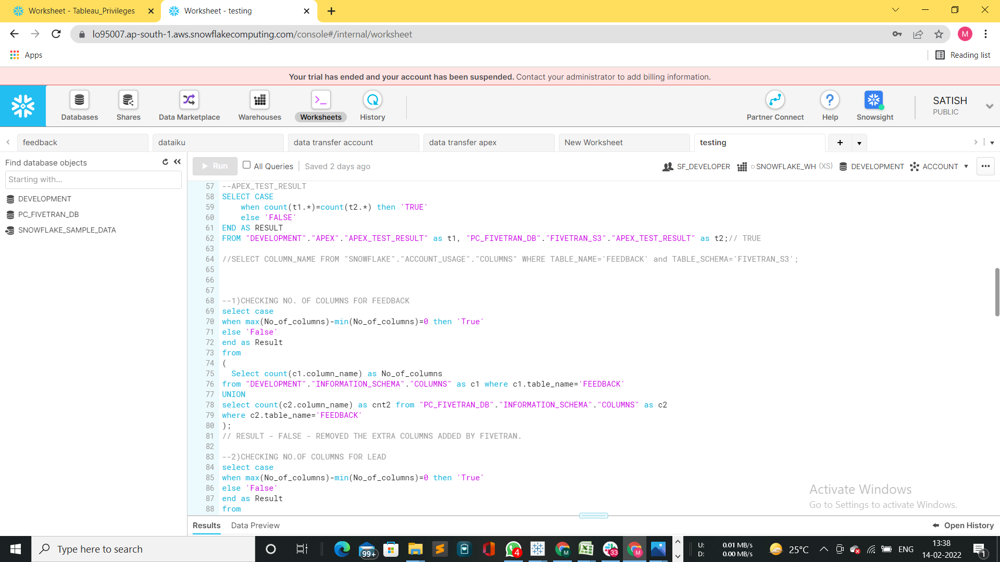 Worksheet - Tableau_Privileges
Worksheet - testing
lo95007.ap-south-1.aws.snowflakecomputing.com/console#/internal/worksheet
M
Apps
Reading list
Your trial has ended and your account has been suspended. Contact your administrator to add billing information.
Databases
Shares
Data Marketplace
Warehouses
Worksheets
History
Partner Connect
Help
Snowsight
SATISH
PUBLIC
feedback
dataiku
data transfer account
data transfer apex
New Worksheet
testing
Find database objects
Starting with...
DEVELOPMENT
PC_FIVETRAN_DB
SNOWFLAKE_SAMPLE_DATA
Run
All Queries
Saved 2 days ago
SF_DEVELOPER
SNOWFLAKE_WH (XS)
DEVELOPMENT
ACCOUNT
57 --APEX_TEST_RESULT
58 SELECT CASE
59 when count(t1.*)=count(t2.*) then 'TRUE'
60 else 'FALSE'
61 END AS RESULT
62 FROM "DEVELOPMENT"."APEX"."APEX_TEST_RESULT" as t1, "PC_FIVETRAN_DB"."FIVETRAN_S3"."APEX_TEST_RESULT" as t2;// TRUE
63
64 //SELECT COLUMN_NAME FROM "SNOWFLAKE"."ACCOUNT_USAGE"."COLUMNS" WHERE TABLE_NAME='FEEDBACK' and TABLE_SCHEMA='FIVETRAN_S3';
65
66
67
68 --1)CHECKING NO. OF COLUMNS FOR FEEDBACK
69 select case
70 when max(No_of_columns)-min(No_of_columns)=0 then 'True'
71 else 'False'
72 end as Result
73 from
74 (
75 Select count(c1.column_name) as No_of_columns
76 from "DEVELOPMENT"."INFORMATION_SCHEMA"."COLUMNS" as c1 where c1.table_name='FEEDBACK'
77 UNION
78 select count(c2.column_name) as cnt2 from "PC_FIVETRAN_DB"."INFORMATION_SCHEMA"."COLUMNS" as c2
79 where c2.table_name='FEEDBACK'
80 );
81 // RESULT - FALSE - REMOVED THE EXTRA COLUMNS ADDED BY FIVETRAN.
82
83 --2)CHECKING NO.OF COLUMNS FOR LEAD
84 select case
85 when max(No_of_columns)-min(No_of_columns)=0 then 'True'
86 else 'False'
87 end as Result
88 from
Activate Windows
Go to Settings to activate Windows.
Results
Data Preview
Open History
Type here to search
99+
4
M
33
M
U: 0.01 MB/s
D: 0.00 MB/s
25°C
ENG
13:38
14-02-2022
1